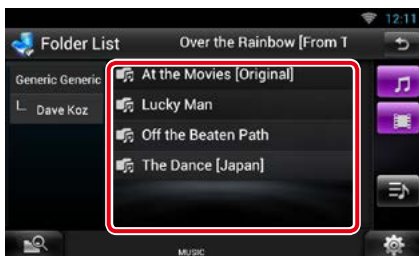 12:11
Folder List
Over the Rainbow [From T
Generic Generic
Dave Koz
At the Movies [Original]
Lucky Man
Off the Beaten Path
The Dance [Japan]
MUSIC